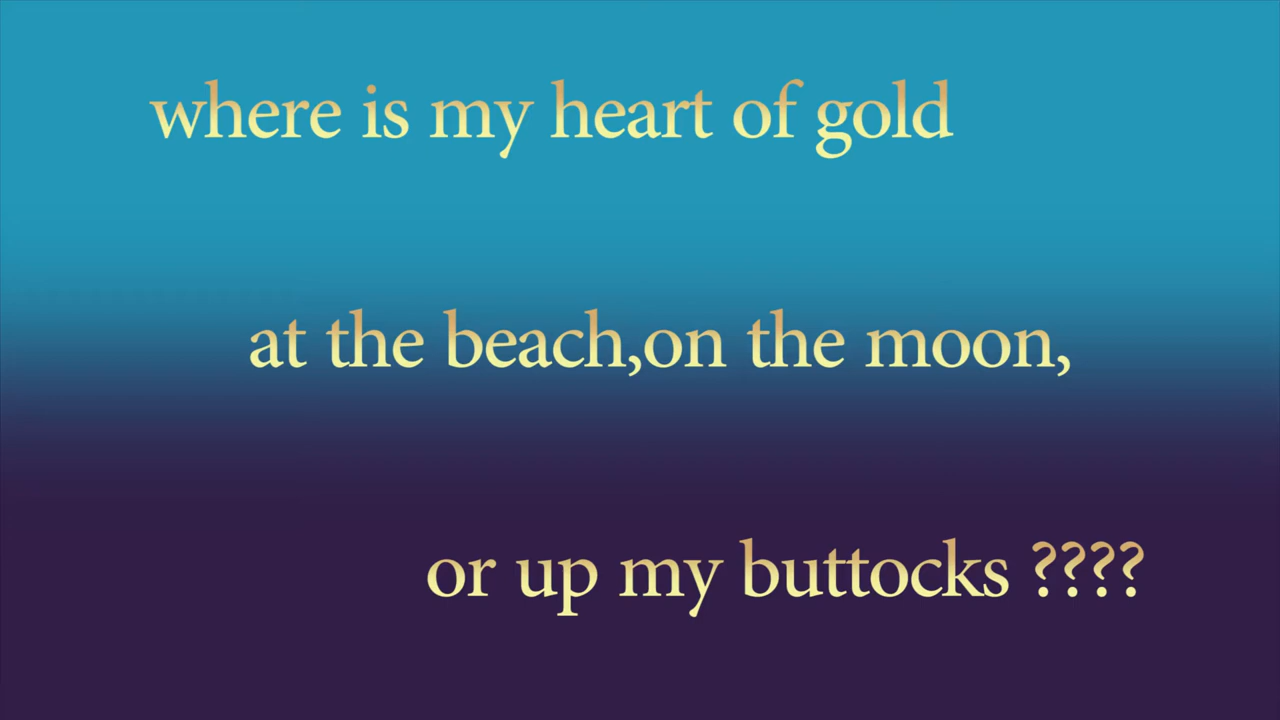 where is my heart of gold
at the beach,on the moon,
or up my buttocks ????